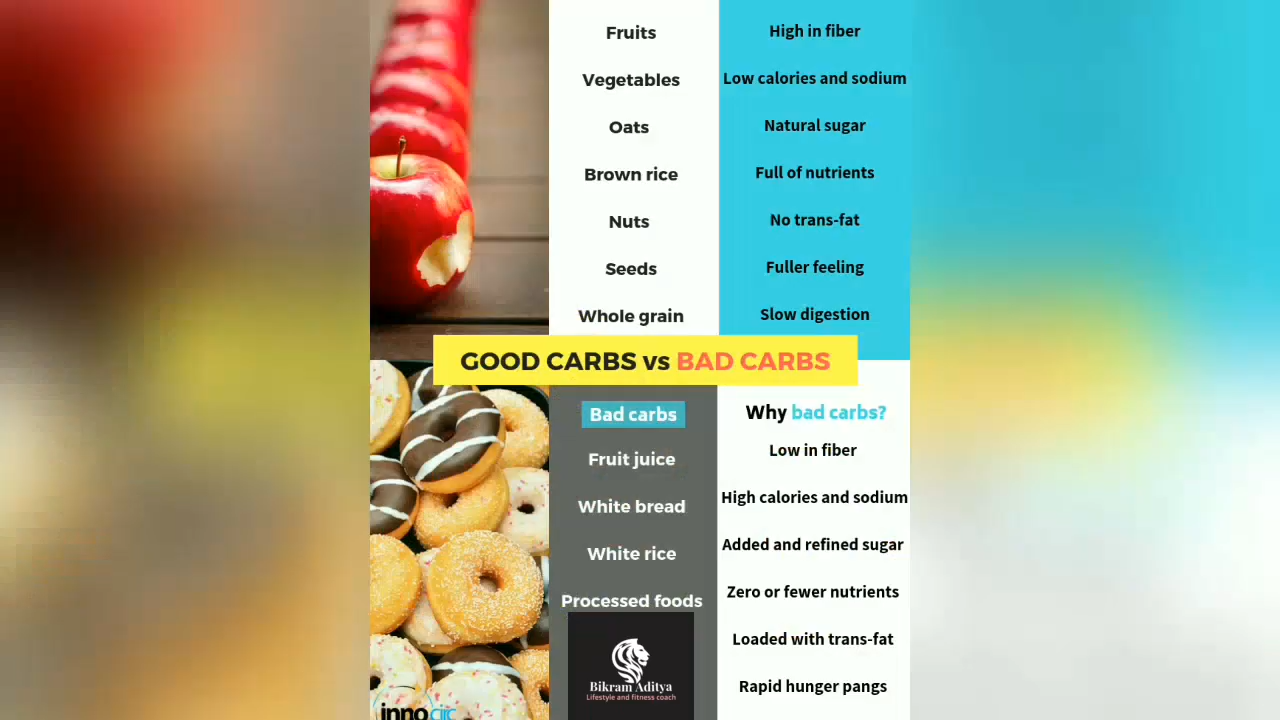 Fruits
Vegetables
Oats
Brown rice
Nuts
Seeds
Whole grain
High in fiber
Low calories and sodium
Natural sugar
Full of nutrients
No trans-fat
Fuller feeling
Slow digestion
GOOD CARBS vs BAD CARBS
Bad carbs
Fruit juice
White bread
White rice
Processed foods
Why bad carbs?
Low in fiber
High calories and sodium
Added and refined sugar
Zero or fewer nutrients
Loaded with trans-fat
Rapid hunger pangs
Bikram Aditya
Lifestyle and fitness coach
inno circ